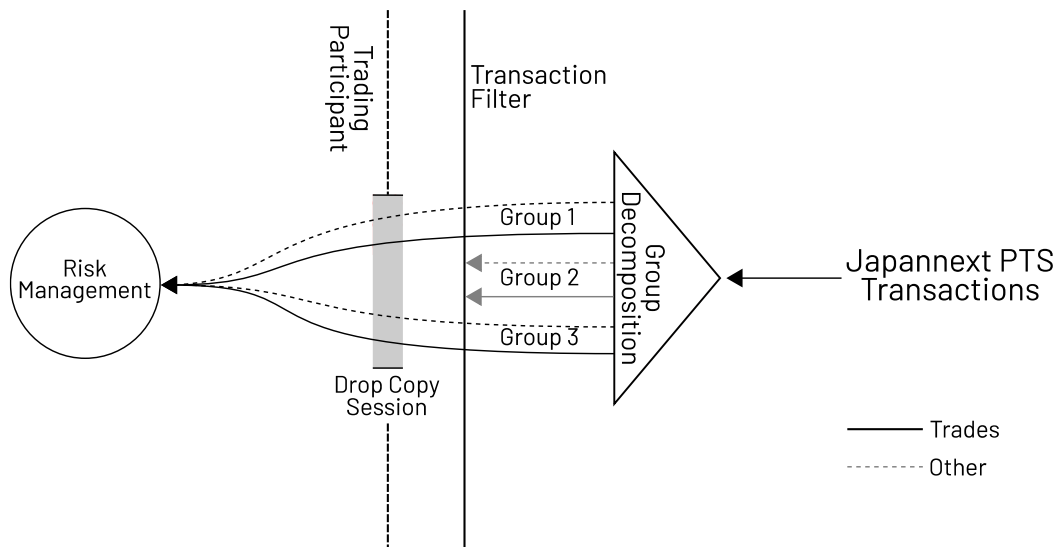 Trading
Participant
Transaction
Filter
Group 1
Group 2
Group 3
Group
Decomposition
Risk
Management
Japannext PTS
Transactions
Drop Copy
Session
Trades
Other